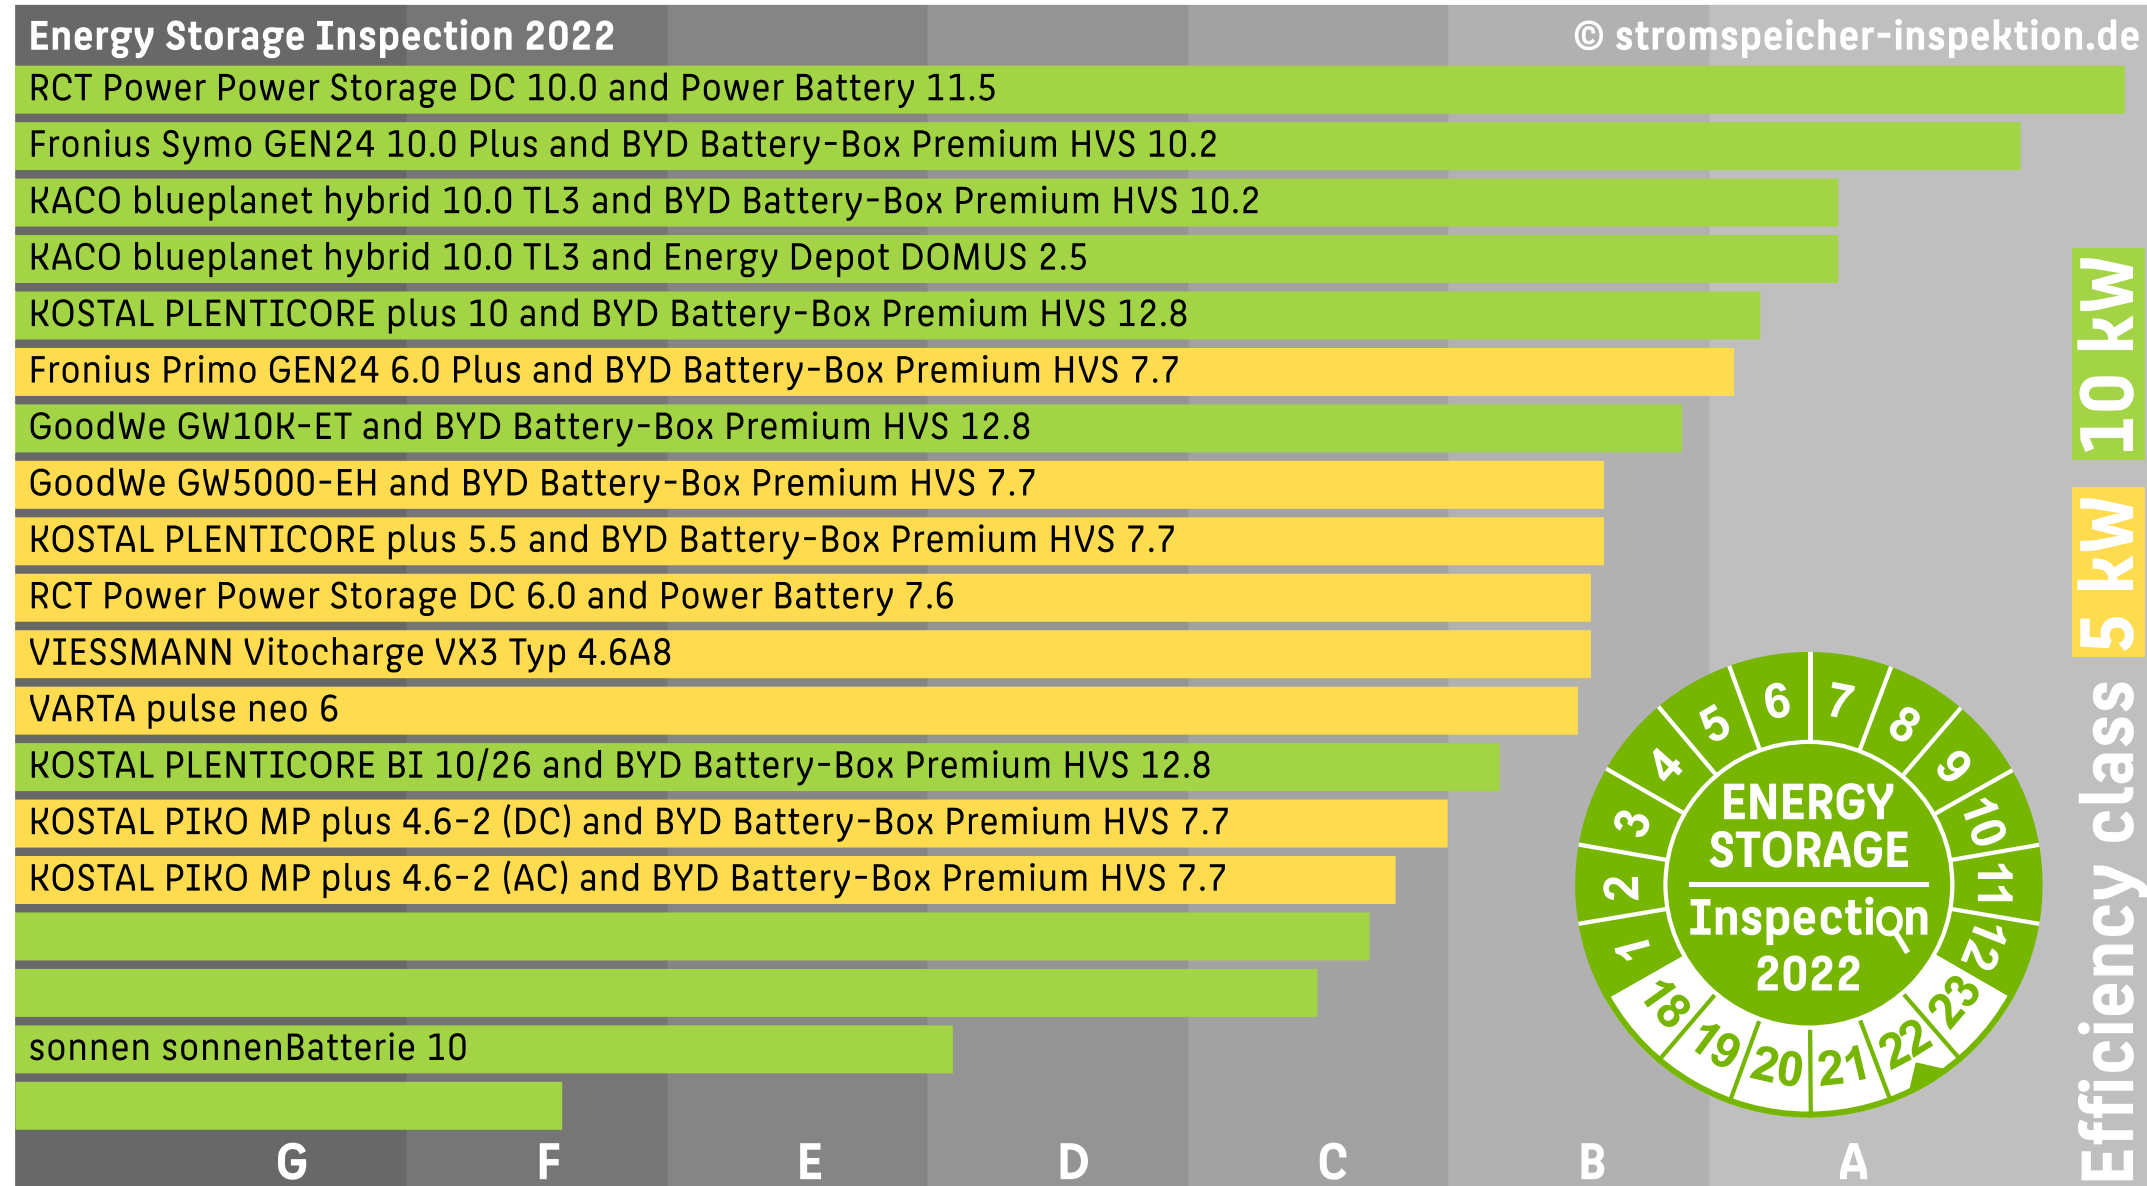 Energy Storage Inspection 2022
© stromspeicher-inspektion.de
RCT Power Power Storage DC 10.0 and Power Battery 11.5
Fronius Symo GEN24 10.0 Plus and BYD Battery-Box Premium HVS 10.2
KACO blueplanet hybrid 10.0 TL3 and BYD Battery-Box Premium HVS 10.2
KACO blueplanet hybrid 10.0 TL3 and Energy Depot DOMUS 2.5
KOSTAL PLENTICORE plus 10 and BYD Battery-Box Premium HVS 12.8
Fronius Primo GEN24 6.0 Plus and BYD Battery-Box Premium HVS 7.7
GoodWe GW10K-ET and BYD Battery-Box Premium HVS 12.8
GoodWe GW5000-EH and BYD Battery-Box Premium HVS 7.7
KOSTAL PLENTICORE plus 5.5 and BYD Battery-Box Premium HVS 7.7
RCT Power Power Storage DC 6.0 and Power Battery 7.6
VIESSMANN Vitocharge VX3 Typ 4.6A8
VARTA pulse neo 6
KOSTAL PLENTICORE BI 10/26 and BYD Battery-Box Premium HVS 12.8
KOSTAL PIKO MP plus 4.6-2 (DC) and BYD Battery-Box Premium HVS 7.7
KOSTAL PIKO MP plus 4.6-2 (AC) and BYD Battery-Box Premium HVS 7.7
sonnen sonnenBatterie 10
G F E D C B A
Efficiency class 5 kW 10 kW
1 2 3 4 5 6 7 8 9 10 11 12
ENERGY
STORAGE
Inspection
2022
18 19 20 21 22 23